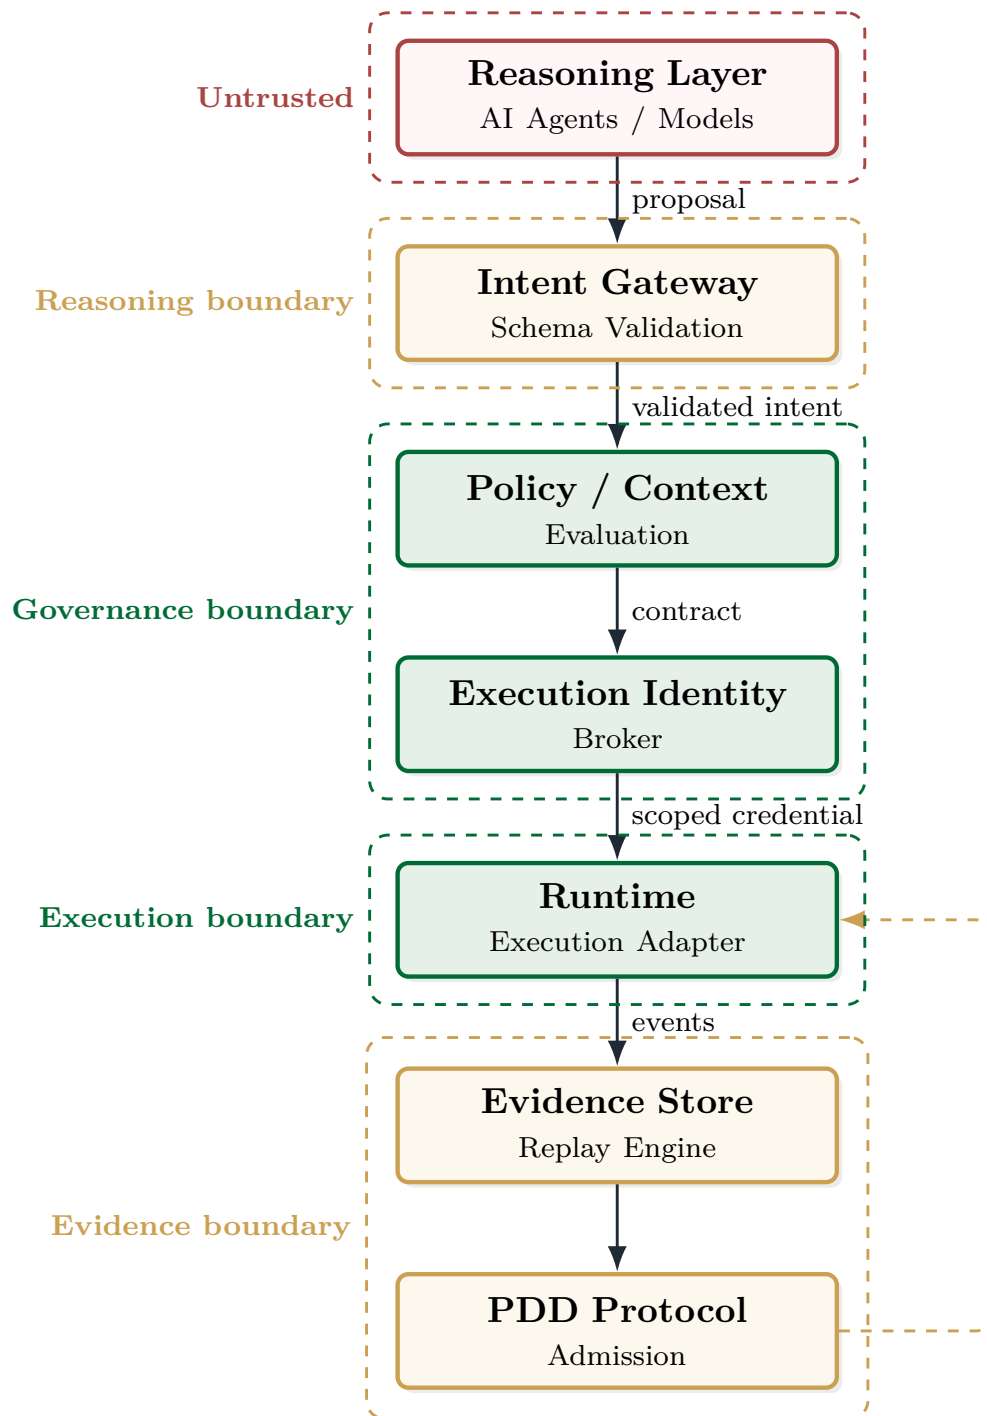 Reasoning Layer
AI Agents / Models
Untrusted
proposal
Intent Gateway
Schema Validation
Reasoning boundary
validated intent
Policy / Context
Evaluation
Governance boundary
contract
Execution Identity
Broker
scoped credential
Runtime
Execution Adapter
Execution boundary
events
Evidence Store
Replay Engine
Evidence boundary
PDD Protocol
Admission